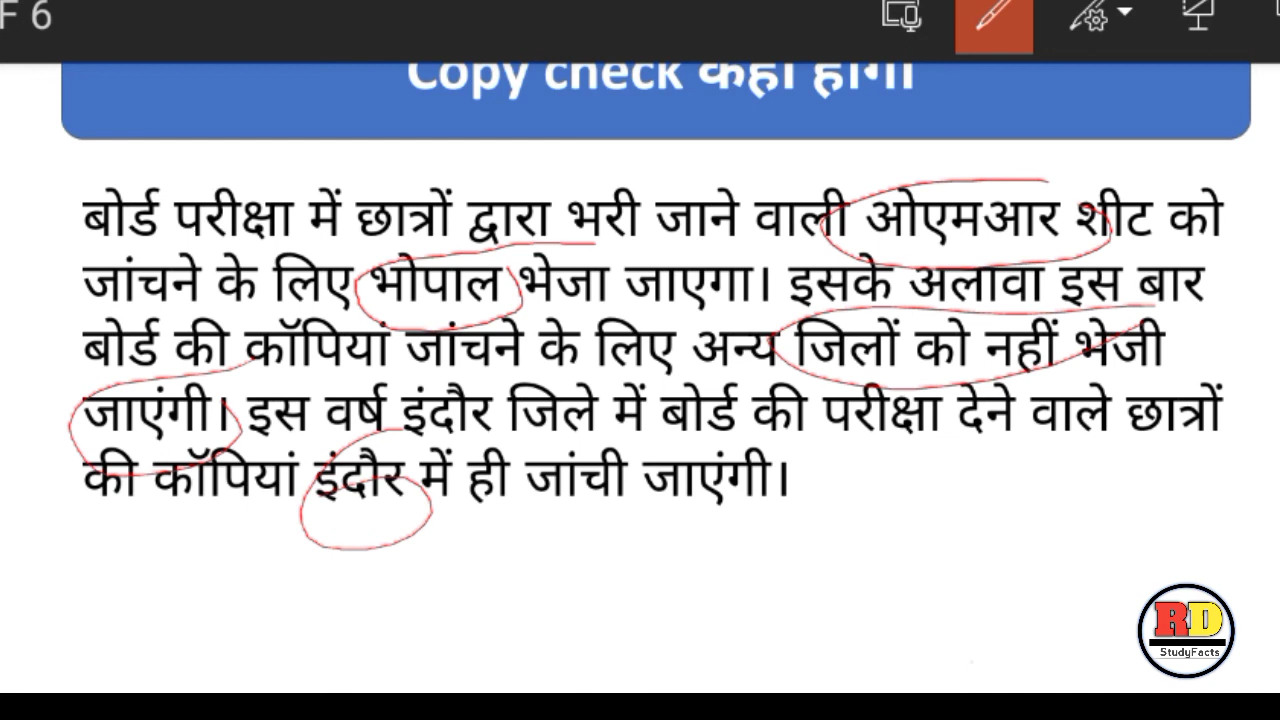 F 6
Copy check कहां होगी
बोर्ड परीक्षा में छात्रों द्वारा भरी जाने वाली ओएमआर शीट को
जांचने के लिए भोपाल भेजा जाएगा। इसके अलावा इस बार
बोर्ड की कॉपियां जांचने के लिए अन्य जिलों को नहीं भेजी
जाएंगी। इस वर्ष इंदौर जिले में बोर्ड की परीक्षा देने वाले छात्रों
की कॉपियां इंदौर में ही जांची जाएंगी।
RD
StudyFacts